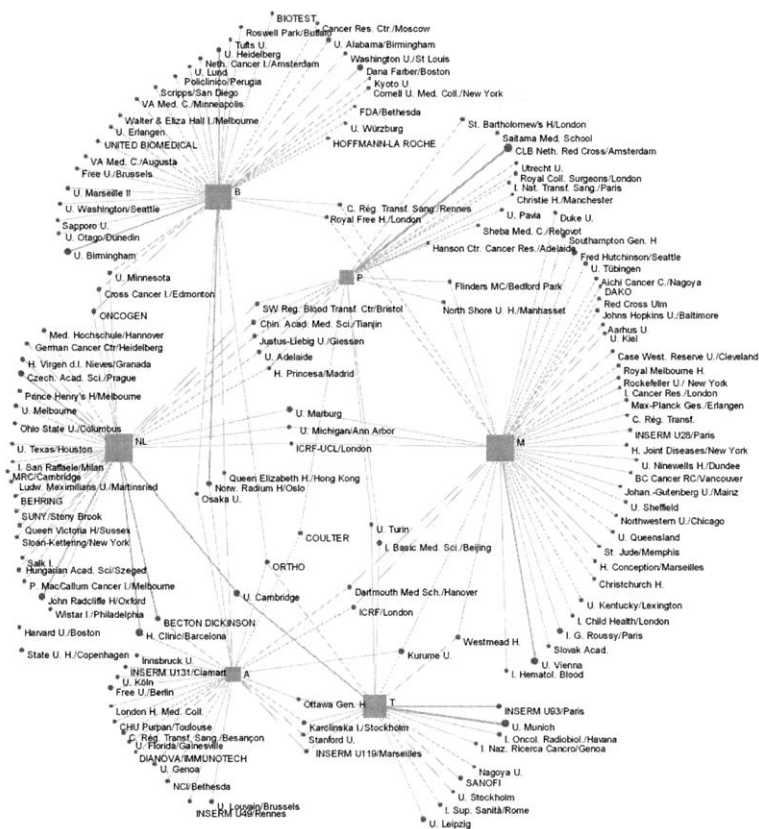 BIOTEST
Roswell Park/Buffalo
Cancer Res. Ctr./Moscow
Tufts U.
U. Alabama/Birmingham
U. Heidelberg
Neth. Cancer I./Amsterdam
Washington U./St Louis
U. Lund
Dana Farber/Boston
Policlinico/Perugia
Kyoto U
Scripps/San Diego
Cornell U. Med. Coll./New York
VA Med. C./Minneapolis
FDA/Bethesda
Walter & Eliza Hall I./Melbourne
St. Bartholomew's H/London
U. Erlangen
U. Würzburg
Saitama Med. School
UNITED BIOMEDICAL
HOFFMANN-LA ROCHE
CLB Neth. Red Cross/Amsterdam
VA Med. C./Augusta
Utrecht U.
Free U./Brussels
Royal Coll. Surgeons/London
I. Nat. Transf. Sang./Paris
U. Marseille II
B
Christie H./Manchester
U. Washington/Seattle
C. Rég. Transf. Sang./Rennes
U. Pavia
Duke U.
Sapporo U.
Royal Free H./London
Sheba Med. C./Rehovot
U. Otago/Dunedin
Hanson Ctr. Cancer Res./Adelaide
Southampton Gen. H
U. Birmingham
Fred Hutchinson/Seattle
U. Tübingen
U. Minnesota
P
Flinders MC/Bedford Park
Aichi Cancer C./Nagoya
Cross Cancer I./Edmonton
DAKO
SW Reg. Blood Transf. Ctr/Bristol
North Shore U. H./Manhasset
Red Cross Ulm
ONCOGEN
Johns Hopkins U./Baltimore
Chin. Acad. Med. Sci./Tianjin
Aarhus U.
Med. Hochschule/Hannover
Justus-Liebig U./Giessen
U. Kiel
German Cancer Ctr/Heidelberg
U. Adelaide
Case West. Reserve U./Cleveland
H. Virgen d.l. Nieves/Granada
H. Princesa/Madrid
Royal Melbourne H.
Czech. Acad. Sci./Prague
Rockefeller U./ New York
Prince Henry's H/Melbourne
I. Cancer Res./London
U. Melbourne
U. Marburg
Max-Planck Ges./Erlangen
Ohio State U./Columbus
U. Michigan/Ann Arbor
C. Rég. Transf.
NL
M
INSERM U28/Paris
U. Texas/Houston
ICRF-UCL/London
H. Joint Diseases/New York
I. San Raffaele/Milan
U. Ninewells H./Dundee
MRC/Cambridge
Queen Elizabeth H./Hong Kong
BC Cancer RC/Vancouver
Ludw. Maximilians U./Martinsried
Norw. Radium H/Oslo
Johan.-Gutenberg U./Mainz
BEHRING
Osaka U.
U. Sheffield
SUNY/Stony Brook
Northwestern U./Chicago
Queen Victoria H/Sussex
U. Turin
U. Queensland
Sloan-Kettering/New York
COULTER
I. Basic Med. Sci./Beijing
St. Jude/Memphis
Salk I.
ORTHO
H. Conception/Marseilles
Hungarian Acad. Sci/Szeged
Christchurch H.
P. MacCallum Cancer I./Melbourne
U. Cambridge
Dartmouth Med Sch./Hanover
John Radcliffe H/Oxford
U. Kentucky/Lexington
Wistar I./Philadelphia
ICRF/London
I. Child Health/London
BECTON DICKINSON
Harvard U./Boston
H. Clinic/Barcelona
Westmead H.
I. G. Roussy/Paris
State U. H./Copenhagen
Kurume U.
Slovak Acad.
Innsbruck U.
U. Vienna
INSERM U131/Clamart
A
I. Hematol. Blood
U. Köln
Free U./Berlin
Ottawa Gen. H.
T
INSERM U93/Paris
London H. Med. Coll.
Karolinska I./Stockholm
U. Munich
CHU Purpan/Toulouse
Stanford U.
I. Oncol. Radiobiol./Havana
C. Rég. Transf. Sang./Besançon
INSERM U119/Marseilles
I. Naz. Ricerca Cancro/Genoa
U. Florida/Gainesville
DIANOVA/IMMUNOTECH
Nagoya U.
U. Genoa
SANOFI
NCI/Bethesda
U. Stockholm
U. Louvain/Brussels
I. Sup. Sanità/Rome
INSERM U49/Rennes
U. Leipzig